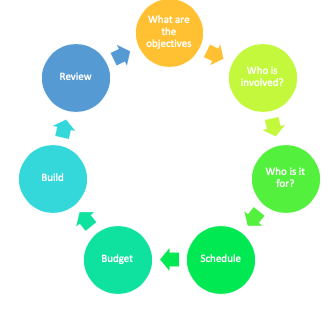 What are
the
objectives
Who is
involved?
Who is it
for?
Schedule
Budget
Build
Review